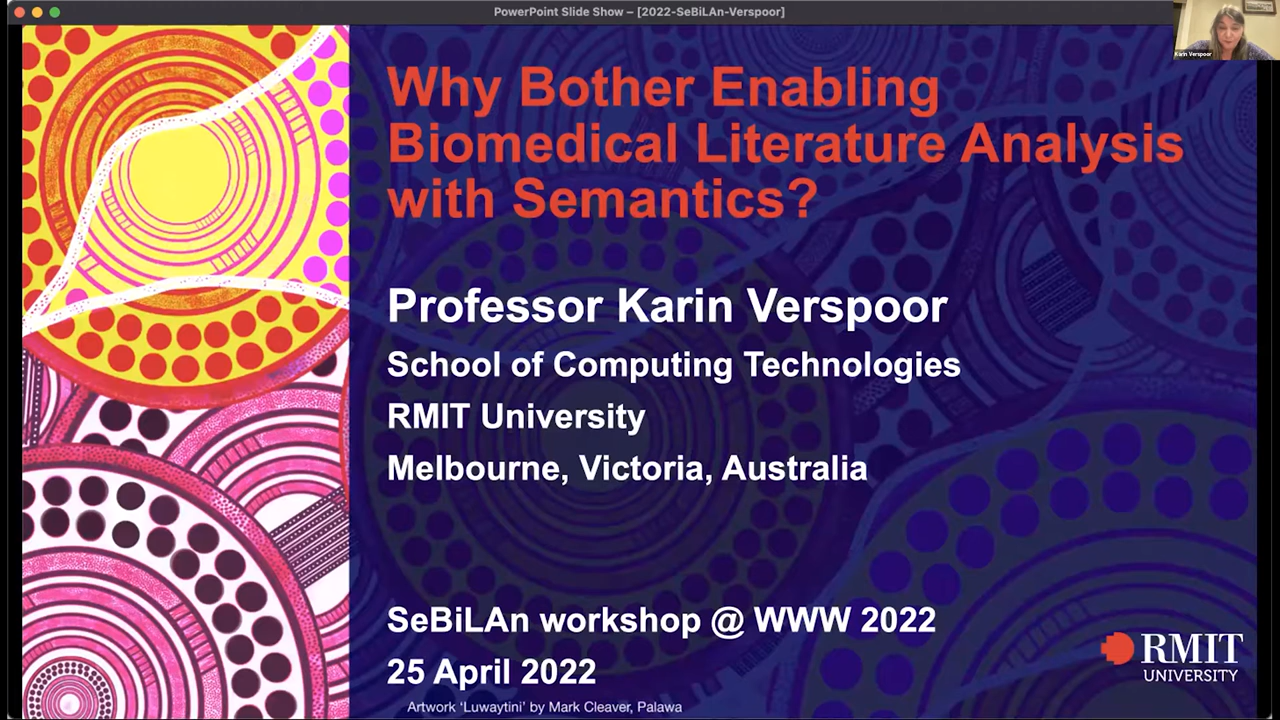 PowerPoint Slide Show – [2022-SeBiLAn-Verspoor]
Karin Verspoor
Why Bother Enabling
Biomedical Literature Analysis
with Semantics?
Professor Karin Verspoor
School of Computing Technologies
RMIT University
Melbourne, Victoria, Australia
SeBiLAn workshop @ WWW 2022
25 April 2022
Artwork ‘Luwaytini’ by Mark Cleaver, Palawa
RMIT
UNIVERSITY